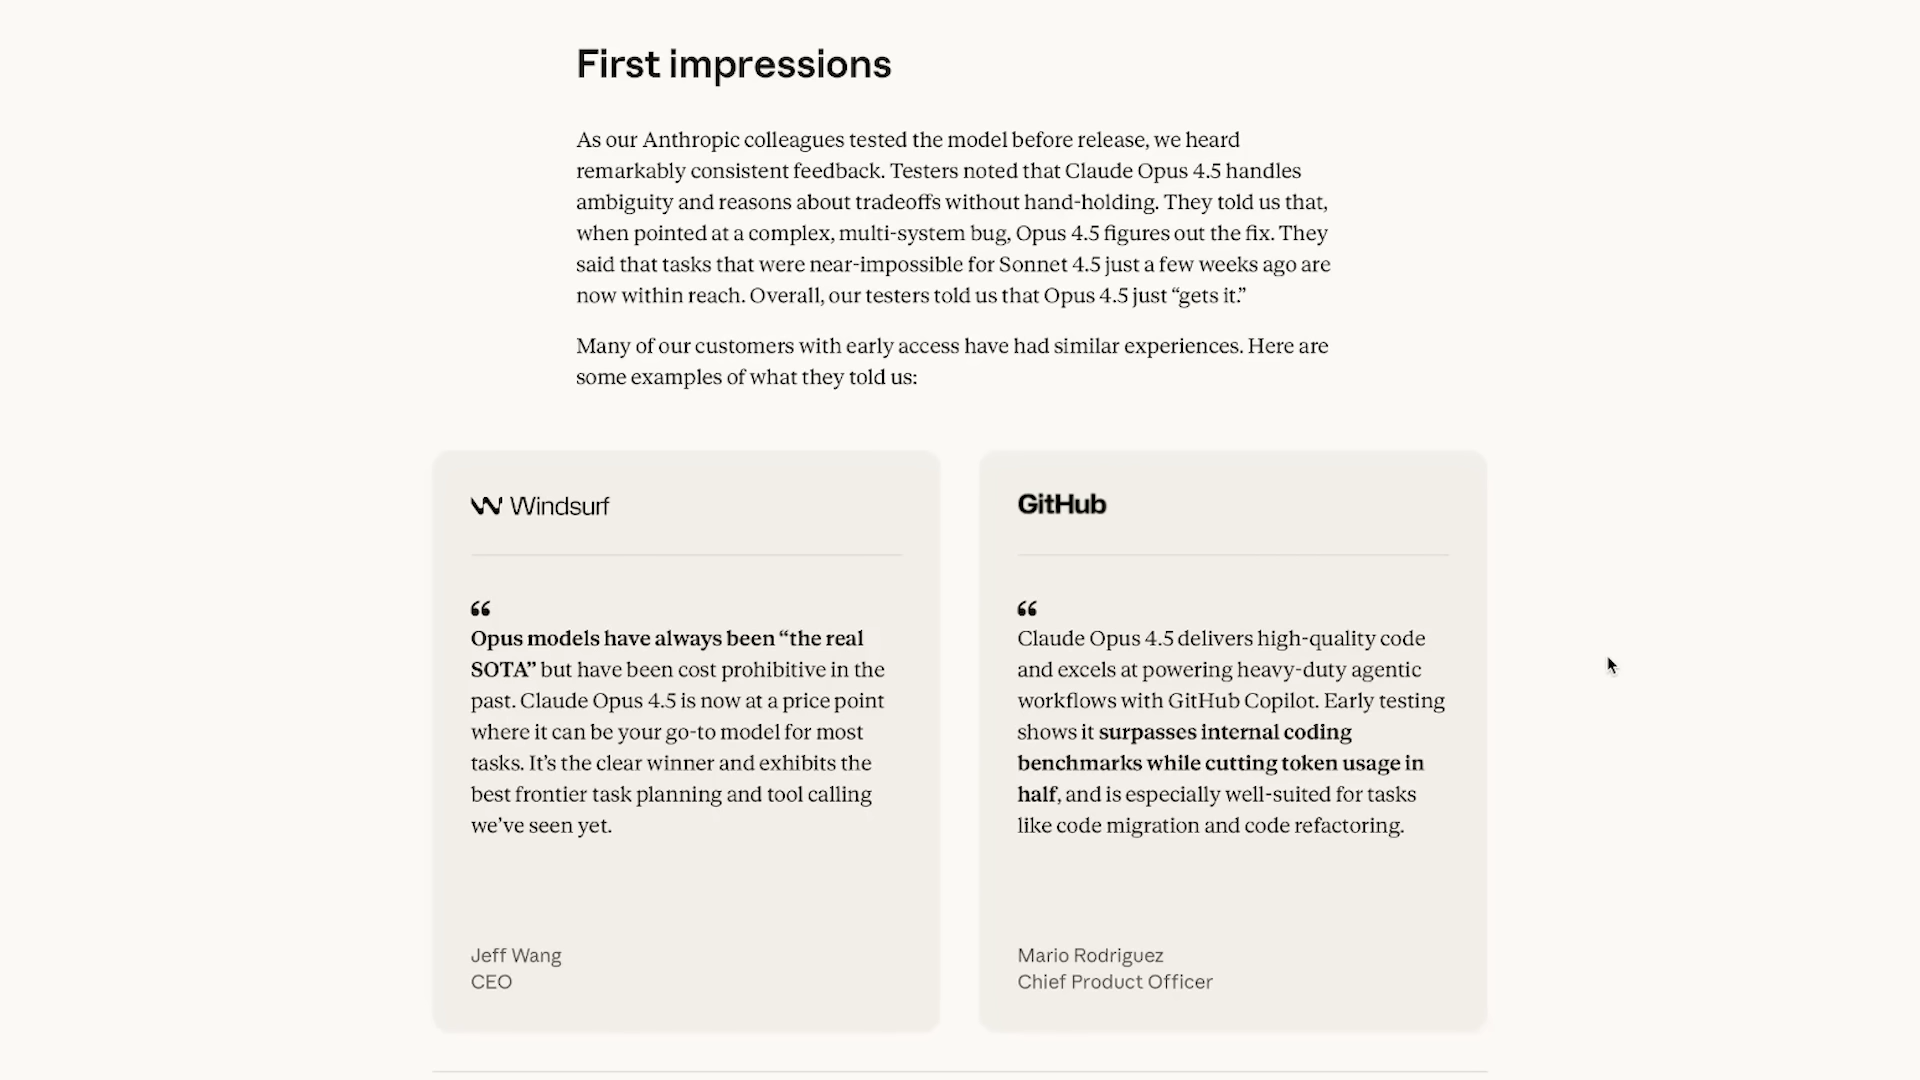 First impressions
As our Anthropic colleagues tested the model before release, we heard
remarkably consistent feedback. Testers noted that Claude Opus 4.5 handles
ambiguity and reasons about tradeoffs without hand-holding. They told us that,
when pointed at a complex, multi-system bug, Opus 4.5 figures out the fix. They
said that tasks that were near-impossible for Sonnet 4.5 just a few weeks ago are
now within reach. Overall, our testers told us that Opus 4.5 just “gets it.”
Many of our customers with early access have had similar experiences. Here are
some examples of what they told us:
Windsurf
“
Opus models have always been “the real
SOTA” but have been cost prohibitive in the
past. Claude Opus 4.5 is now at a price point
where it can be your go-to model for most
tasks. It’s the clear winner and exhibits the
best frontier task planning and tool calling
we’ve seen yet.
Jeff Wang
CEO
GitHub
“
Claude Opus 4.5 delivers high-quality code
and excels at powering heavy-duty agentic
workflows with GitHub Copilot. Early testing
shows it surpasses internal coding
benchmarks while cutting token usage in
half, and is especially well-suited for tasks
like code migration and code refactoring.
Mario Rodriguez
Chief Product Officer